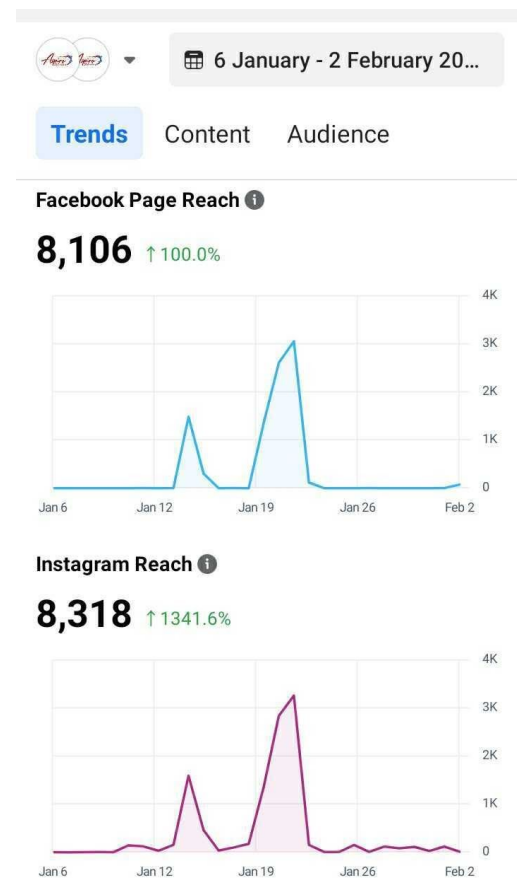 6 January - 2 February 20...
Trends Content Audience
Facebook Page Reach
8,106 ↑ 100.0%
4K
3K
2K
1K
0
Jan 6 Jan 12 Jan 19 Jan 26 Feb 2
Instagram Reach
8,318 ↑ 1341.6%
4K
3K
2K
1K
0
Jan 6 Jan 12 Jan 19 Jan 26 Feb 2